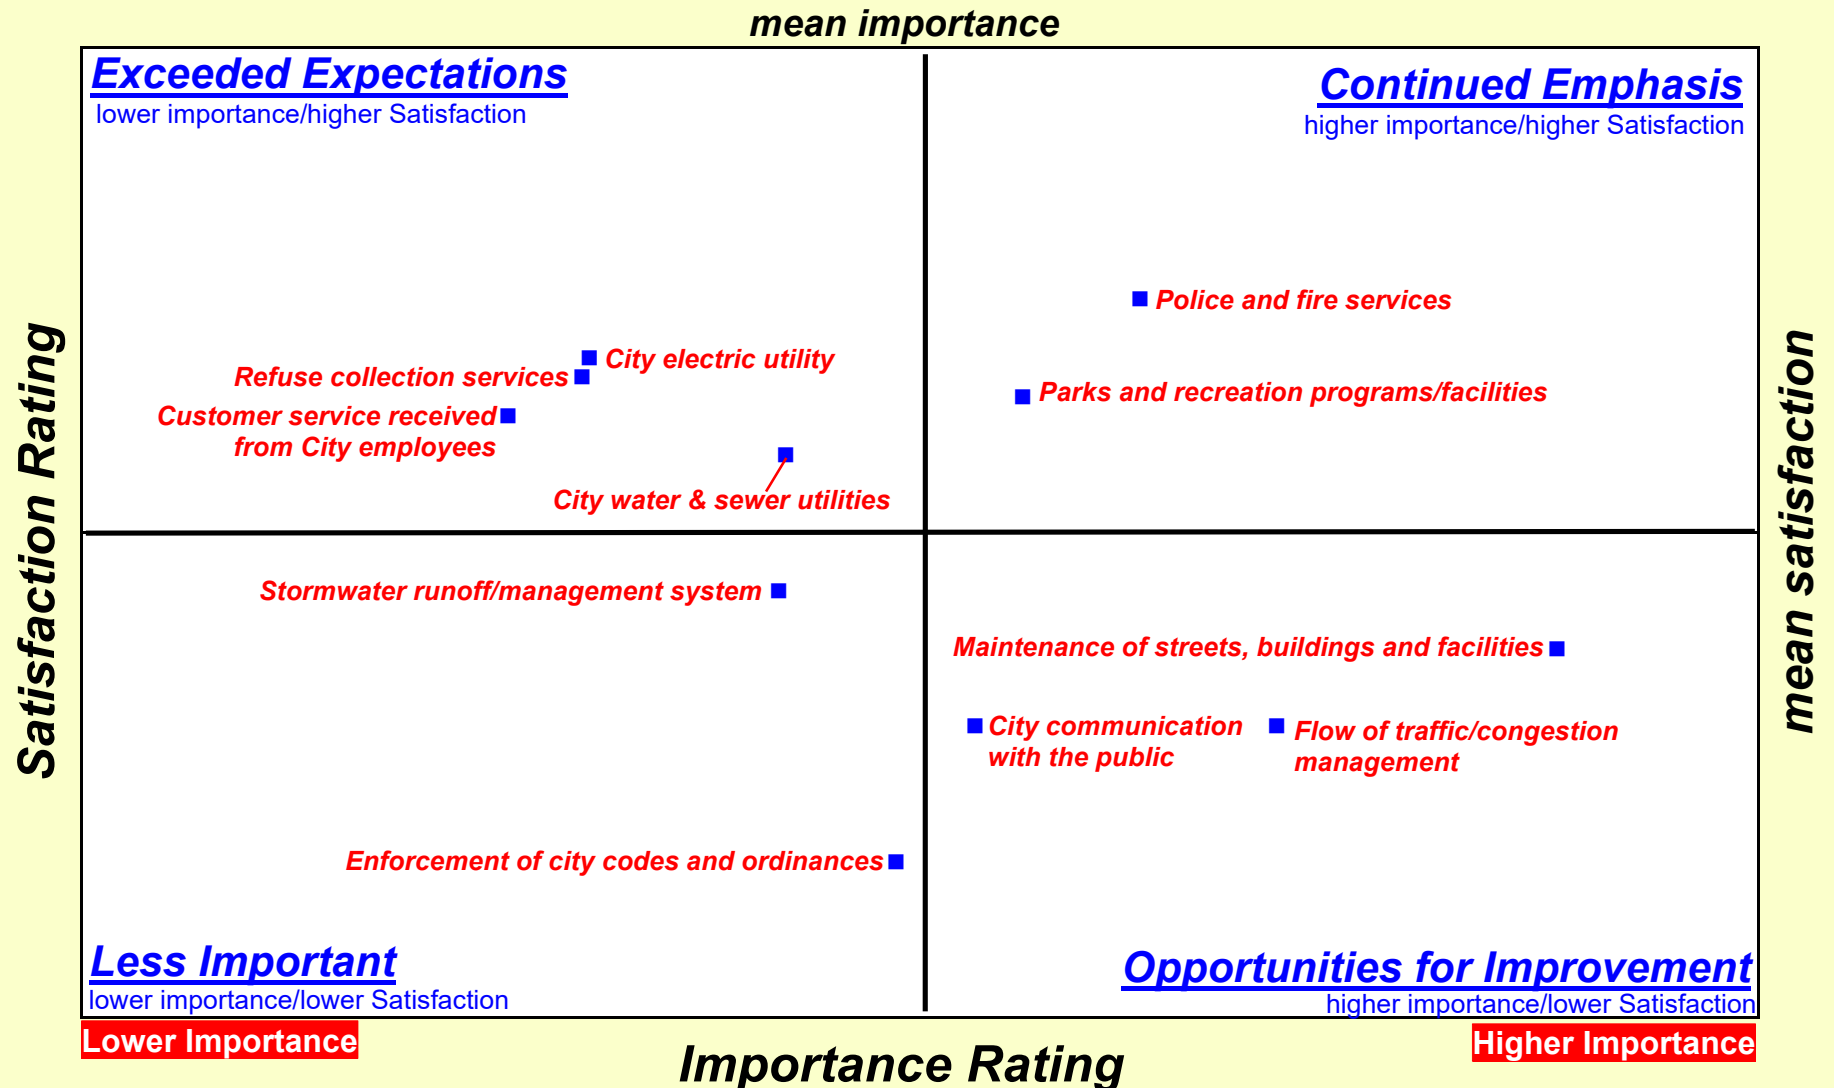 mean importance
Exceeded Expectations
lower importance/higher Satisfaction
Continued Emphasis
higher importance/higher Satisfaction
Police and fire services
City electric utility
Refuse collection services
Parks and recreation programs/facilities
Customer service received
from City employees
City water & sewer utilities
Satisfaction Rating
mean satisfaction
Stormwater runoff/management system
Maintenance of streets, buildings and facilities
City communication
with the public
Flow of traffic/congestion
management
Enforcement of city codes and ordinances
Less Important
lower importance/lower Satisfaction
Opportunities for Improvement
higher importance/lower Satisfaction
Lower Importance
Importance Rating
Higher Importance